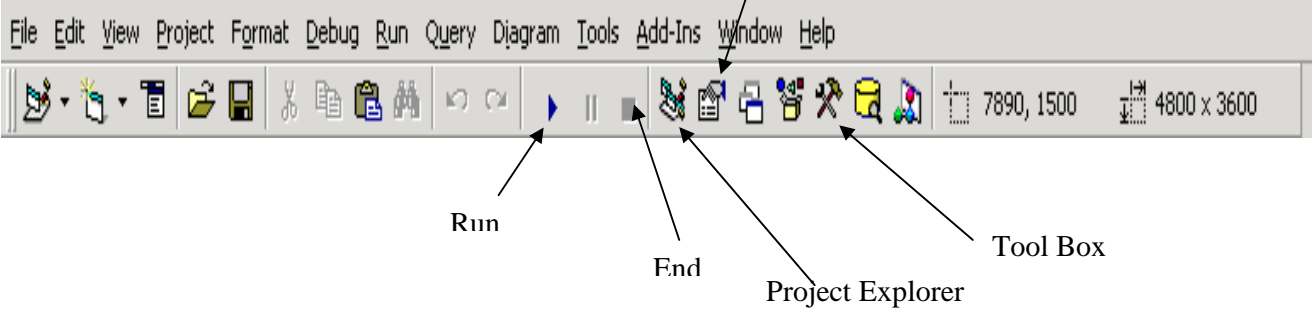 File Edit View Project Format Debug Run Query Diagram Tools Add-Ins Window Help
7890, 1500 4800 x 3600
Run
End
Tool Box
Project Explorer